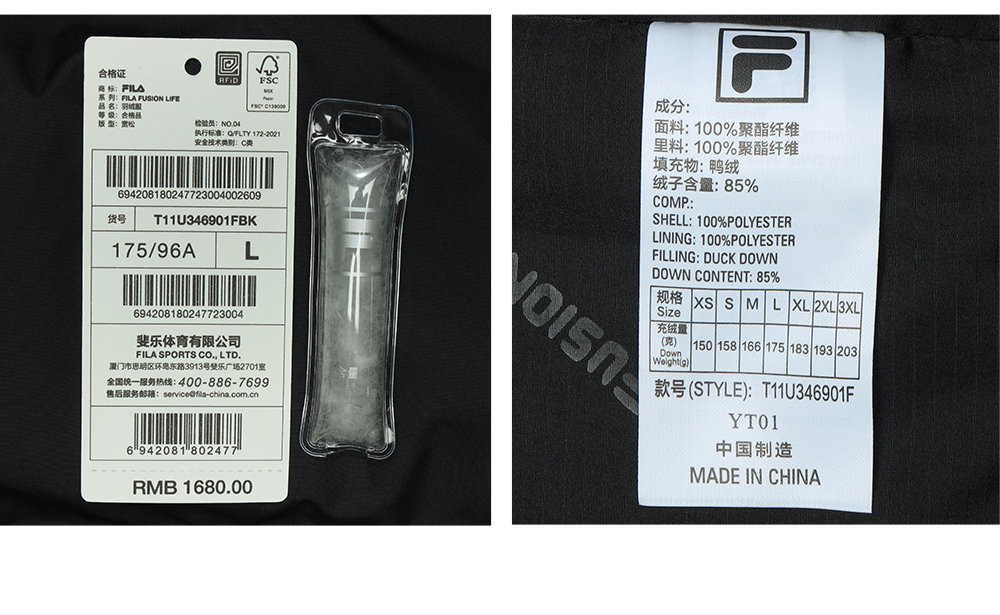 合格证
商 标: FILA
系 列: FILA FUSION LIFE
品 名: 羽绒服
等 级: 合格品
版 型: 宽松
RFiD
FSC
MIX
Paper
FSC® C139009
检验员: NO.04
执行标准: Q/FLTY 172-2021
安全技术类别: C类
69420818024772300400​2609
货号 T11U346901FBK
175/96A L
69420818024772​3004
斐乐体育有限公司
FILA SPORTS CO., LTD.
厦门市思明区环岛东路3913号斐乐广场2701室
全国统一服务热线: 400-886-7699
售后服务邮箱: service@fila-china.com.cn
6 942081 802477
RMB 1680.00
含量
FUSION
F
成分:
面料: 100%聚酯纤维
里料: 100%聚酯纤维
填充物: 鸭绒
绒子含量: 85%
COMP.:
SHELL: 100%POLYESTER
LINING: 100%POLYESTER
FILLING: DUCK DOWN
DOWN CONTENT: 85%
规格 Size XS S M L XL 2XL 3XL
充绒量 (克) Down Weight(g) 150 158 166 175 183 193 203
款号(STYLE): T11U346901F
YT01
中国制造
MADE IN CHINA